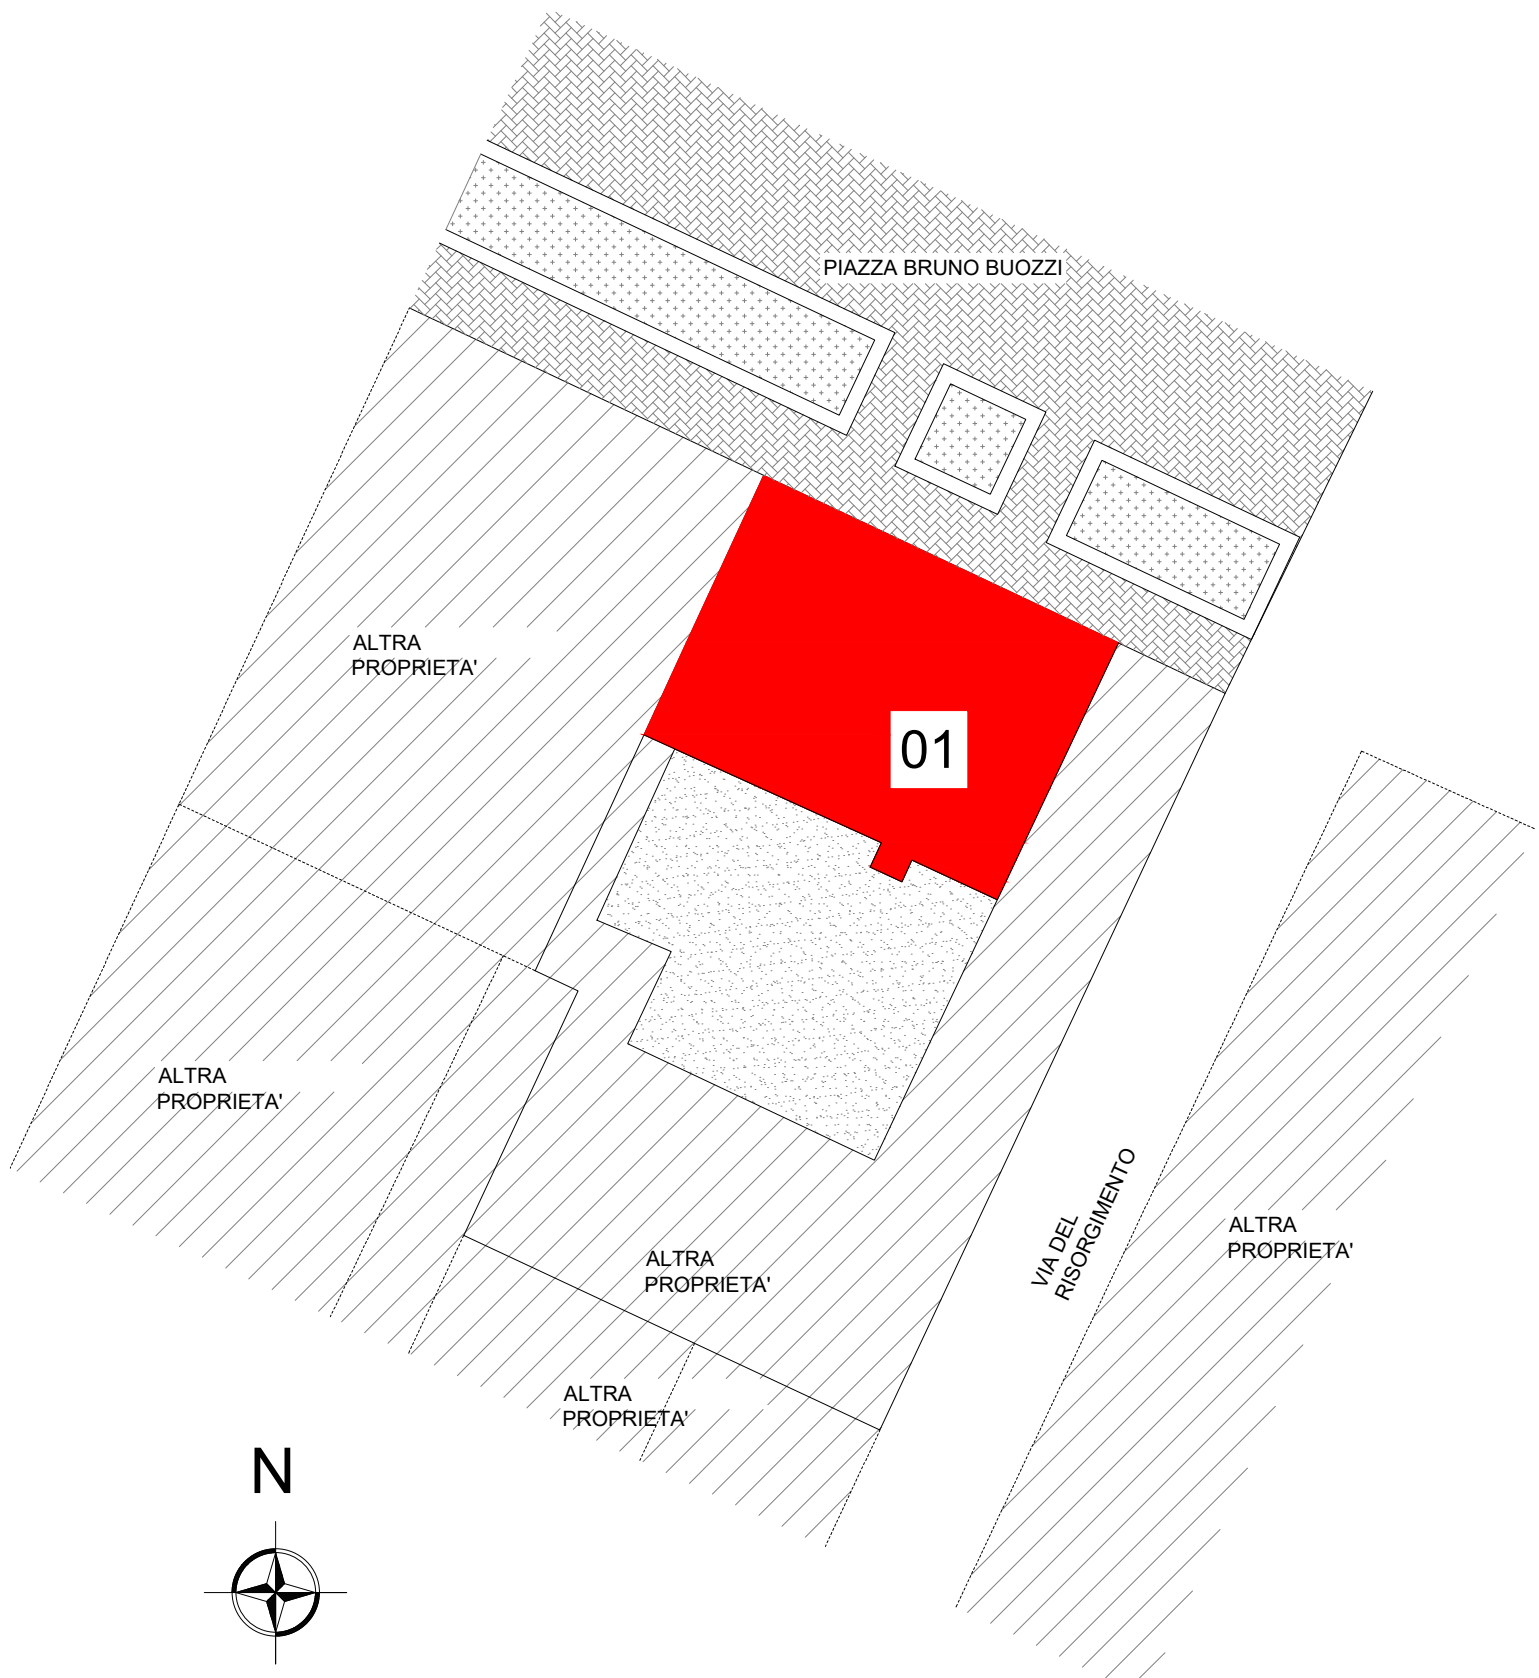 PIAZZA BRUNO BUOZZI
ALTRA
PROPRIETA'
01
ALTRA
PROPRIETA'
VIA DEL
RISORGIMENTO
ALTRA
PROPRIETA'
ALTRA
PROPRIETA'
ALTRA
PROPRIETA'
N